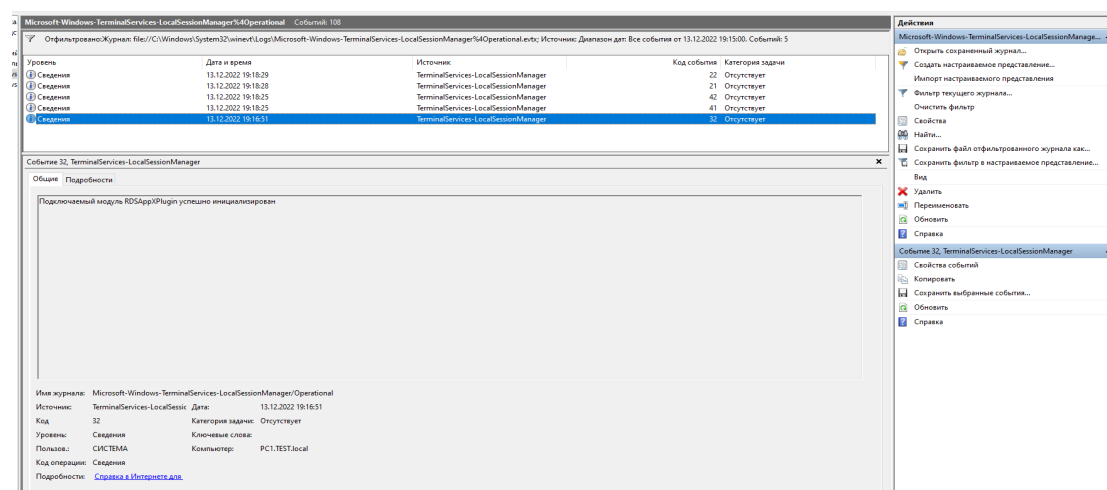 Microsoft-Windows-TerminalServices-LocalSessionManager%4Operational Событий: 108
Отфильтровано:Журнал: file://C:\Windows\System32\winevt\Logs\Microsoft-Windows-TerminalServices-LocalSessionManager%4Operational.evtx; Источник: Диапазон дат: Все события от 13.12.2022 19:15:00. Событий: 5
Уровень Дата и время Источник Код события Категория задачи
Сведения 13.12.2022 19:18:29 TerminalServices-LocalSessionManager 22 Отсутствует
Сведения 13.12.2022 19:18:28 TerminalServices-LocalSessionManager 21 Отсутствует
Сведения 13.12.2022 19:18:25 TerminalServices-LocalSessionManager 42 Отсутствует
Сведения 13.12.2022 19:18:25 TerminalServices-LocalSessionManager 41 Отсутствует
Сведения 13.12.2022 19:16:51 TerminalServices-LocalSessionManager 32 Отсутствует
Событие 32, TerminalServices-LocalSessionManager
Общие Подробности
Подключаемый модуль RDSAppXPlugin успешно инициализирован
Имя журнала: Microsoft-Windows-TerminalServices-LocalSessionManager/Operational
Источник: TerminalServices-LocalSessic Дата: 13.12.2022 19:16:51
Код 32 Категория задачи: Отсутствует
Уровень: Сведения Ключевые слова:
Пользов.: СИСТЕМА Компьютер: PC1.TEST.local
Код операции: Сведения
Подробности: Справка в Интернете для
Действия
Microsoft-Windows-TerminalServices-LocalSessionManage...
Открыть сохраненный журнал...
Создать настраиваемое представление...
Импорт настраиваемого представления
Фильтр текущего журнала...
Очистить фильтр
Свойства
Найти...
Сохранить файл отфильтрованного журнала как...
Сохранить фильтр в настраиваемое представление...
Вид
Удалить
Переименовать
Обновить
Справка
Событие 32, TerminalServices-LocalSessionManager
Свойства событий
Копировать
Сохранить выбранные события...
Обновить
Справка